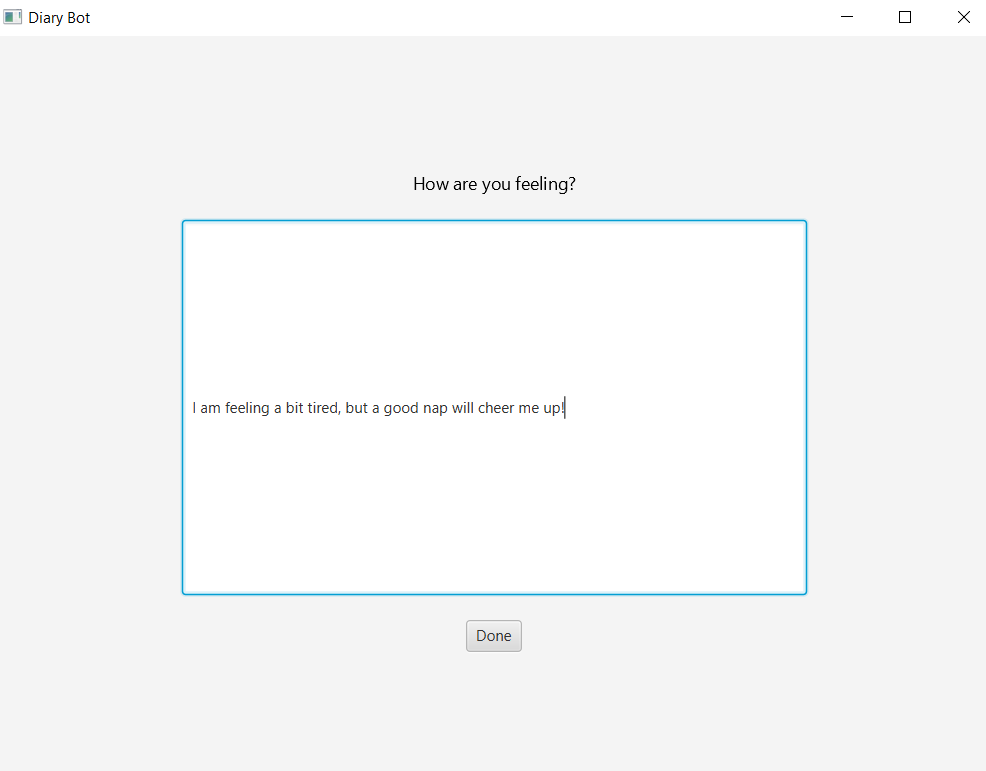 Diary Bot
How are you feeling?
I am feeling a bit tired, but a good nap will cheer me up!
Done